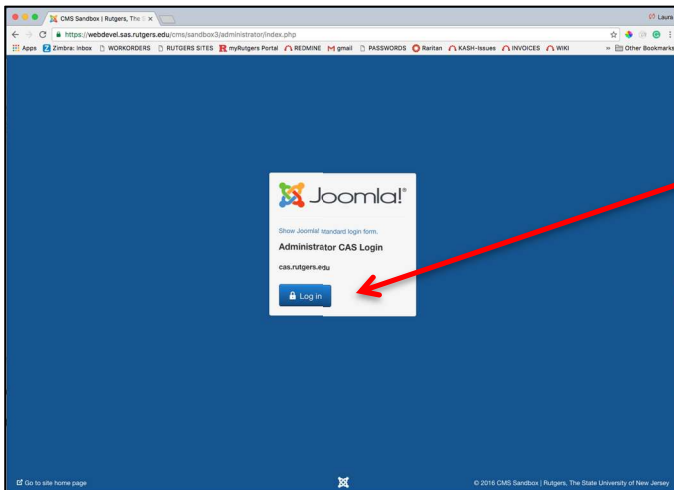 CMS Sandbox | Rutgers, The S
Laura
https://webdevel.sas.rutgers.edu/cms/sandbox3/administrator/index.php
Apps Zimbra: Inbox WORKORDERS RUTGERS SITES myRutgers Portal REDMINE gmail PASSWORDS Raritan KASH-Issues INVOICES WIKI » Other Bookmarks
Joomla!®
Show Joomla! standard login form.
Administrator CAS Login
cas.rutgers.edu
Log in
Go to site home page
© 2016 CMS Sandbox | Rutgers, The State University of New Jersey